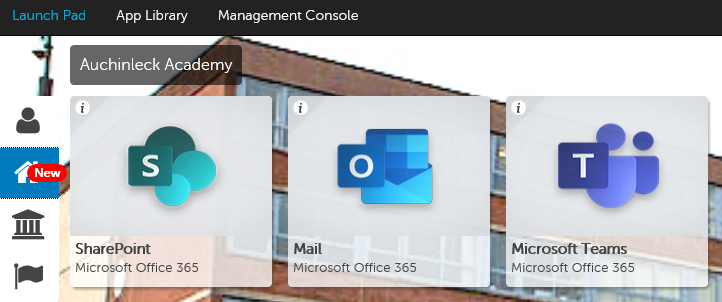 Launch Pad App Library Management Console
Auchinleck Academy
i i i
S O T
New
SharePoint Mail Microsoft Teams
Microsoft Office 365 Microsoft Office 365 Microsoft Office 365